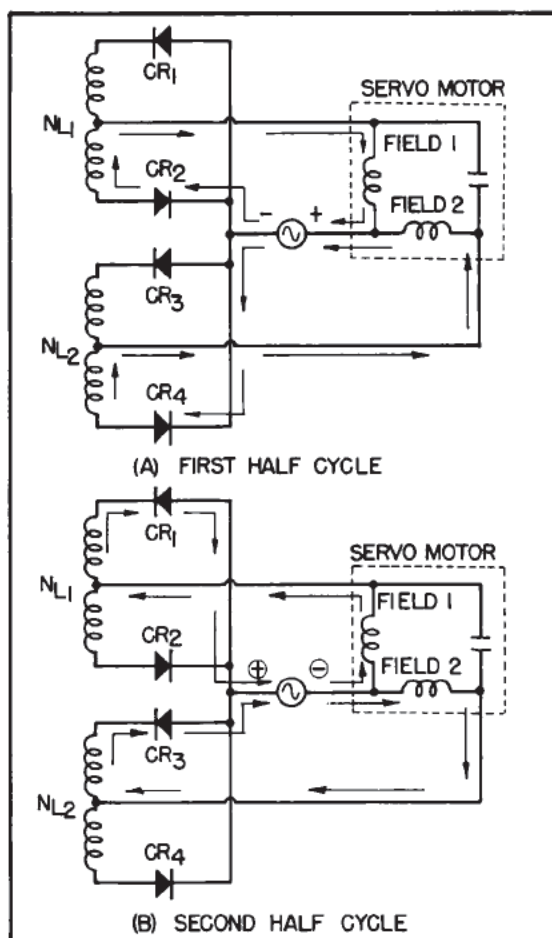 CR1
SERVO MOTOR
NL1
FIELD 1
CR2
- +
FIELD 2
CR3
NL2
CR4
(A) FIRST HALF CYCLE
CR1
SERVO MOTOR
NL1
FIELD 1
CR2
+ -
FIELD 2
CR3
NL2
CR4
(B) SECOND HALF CYCLE